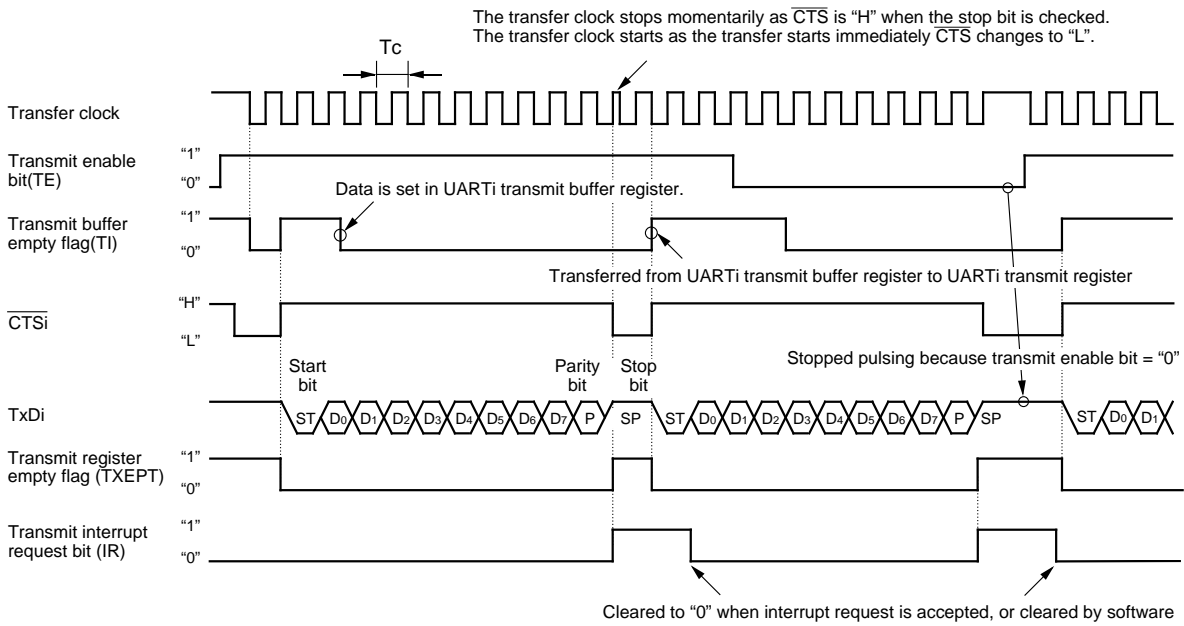 The transfer clock stops momentarily as CTS is “H” when the stop bit is checked.
The transfer clock starts as the transfer starts immediately CTS changes to “L”.
Tc
Transfer clock
Transmit enable
bit(TE)
“1”
“0”
Data is set in UARTi transmit buffer register.
Transmit buffer
empty flag(TI)
“1”
“0”
Transferred from UARTi transmit buffer register to UARTi transmit register
CTSi
“H”
“L”
Stopped pulsing because transmit enable bit = “0”
Start
bit
Parity
bit
Stop
bit
TxDi
ST D0 D1 D2 D3 D4 D5 D6 D7 P SP ST D0 D1 D2 D3 D4 D5 D6 D7 P SP ST D0 D1
Transmit register
empty flag (TXEPT)
“1”
“0”
Transmit interrupt
request bit (IR)
“1”
“0”
Cleared to “0” when interrupt request is accepted, or cleared by software